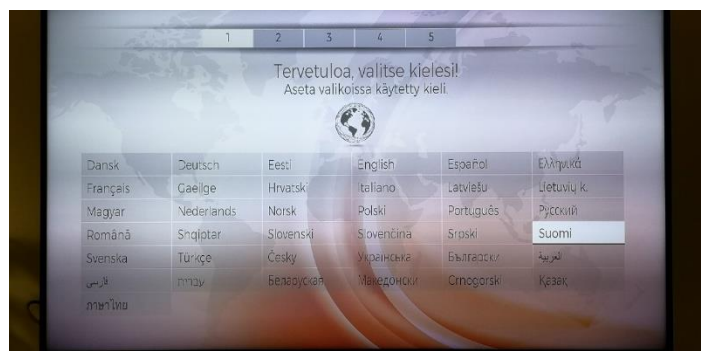 1 2 3 4 5
Tervetuloa, valitse kielesi!
Aseta valikoissa käytetty kieli.
Dansk Deutsch Eesti English Español Ελληνικά
Français Gaeilge Hrvatski Italiano Latviešu Lietuvių k.
Magyar Nederlands Norsk Polski Português Русский
Română Shqiptar Slovenski Slovenčina Srpski Suomi
Svenska Türkçe Česky Українська Български العربية
فارسی עברית Беларуская Македонски Crnogorski Қазақ
ภาษาไทย